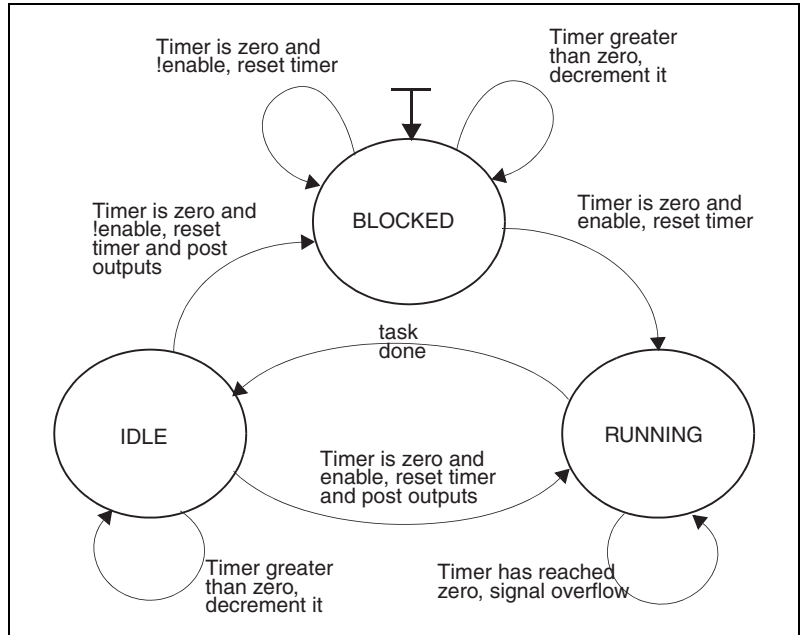 Timer is zero and
!enable, reset timer
Timer greater
than zero,
decrement it
BLOCKED
Timer is zero and
enable, reset timer
Timer is zero and
!enable, reset
timer and post
outputs
task
done
IDLE
RUNNING
Timer is zero and
enable, reset timer
and post outputs
Timer greater
than zero,
decrement it
Timer has reached
zero, signal overflow